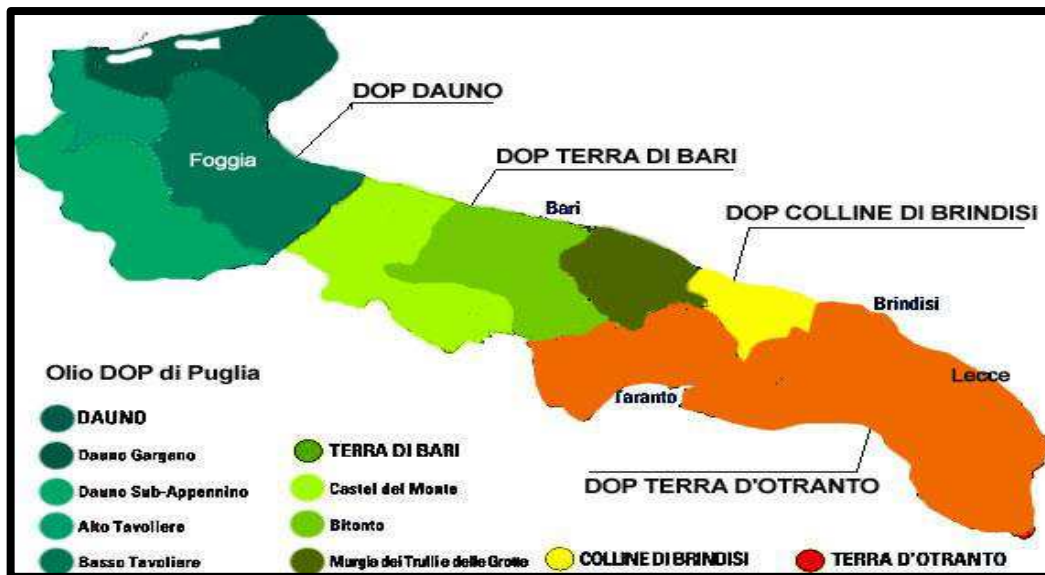 DOP DAUNO
Foggia
DOP TERRA DI BARI
Bari
DOP COLLINE DI BRINDISI
Brindisi
Lecce
Taranto
DOP TERRA D'OTRANTO
Olio DOP di Puglia
DAUNO
Dauno Gargano
Dauno Sub-Appennino
Alto Tavoliere
Basso Tavoliere
TERRA DI BARI
Castel del Monte
Bitonto
Murgia dei Trulli e delle Grotte
COLLINE DI BRINDISI
TERRA D'OTRANTO